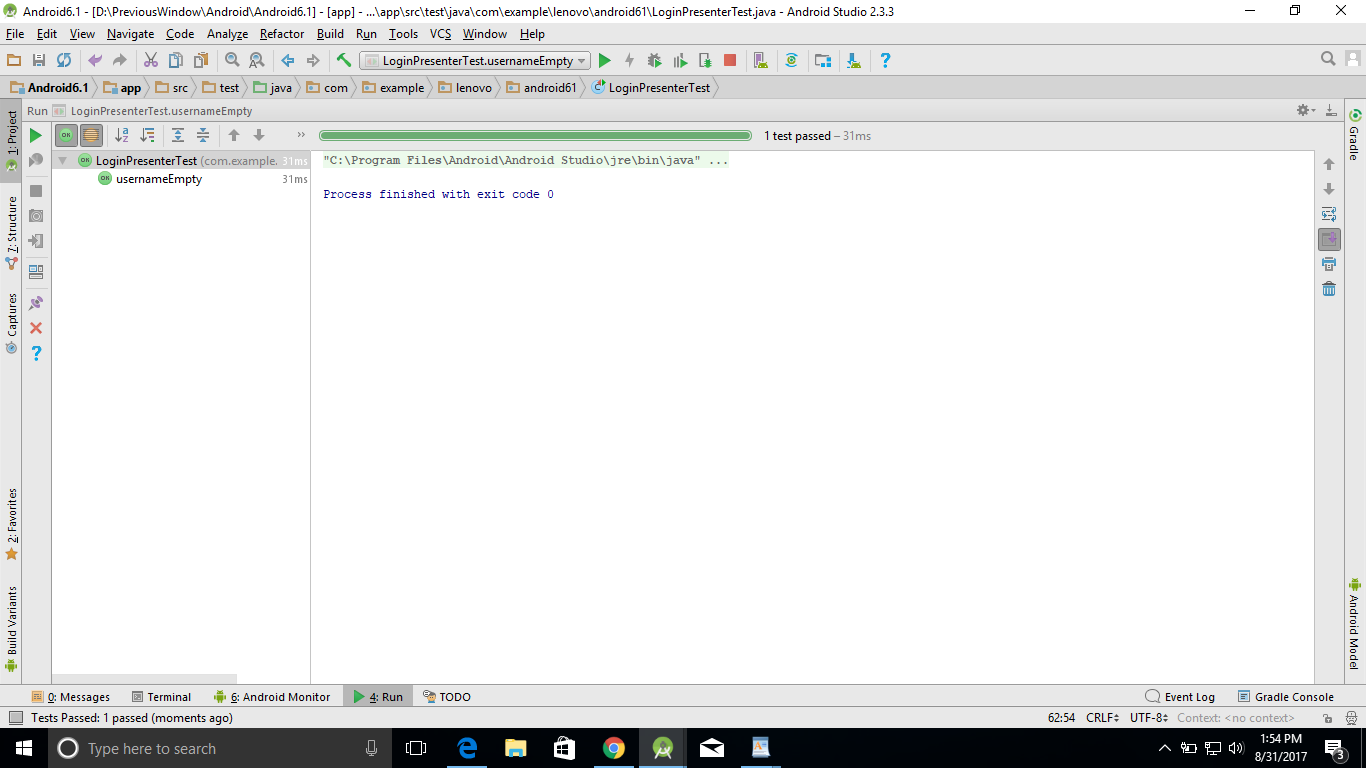 Android6.1 - [D:\PreviousWindow\Android\Android6.1] - [app] - ...\app\src\test\java\com\example\lenovo\android61\LoginPresenterTest.java - Android Studio 2.3.3
File Edit View Navigate Code Analyze Refactor Build Run Tools VCS Window Help
LoginPresenterTest.usernameEmpty
Android6.1 app src test java com example lenovo android61 LoginPresenterTest
Run LoginPresenterTest.usernameEmpty
1 test passed – 31ms
LoginPresenterTest (com.example. 31ms
usernameEmpty 31ms
"C:\Program Files\Android\Android Studio\jre\bin\java" ...
Process finished with exit code 0
1: Project
7: Structure
Captures
2: Favorites
Build Variants
Gradle
Android Model
0: Messages Terminal 6: Android Monitor 4: Run TODO Event Log Gradle Console
Tests Passed: 1 passed (moments ago) 62:54 CRLF UTF-8 Context: <no context>
Type here to search
1:54 PM
8/31/2017
3